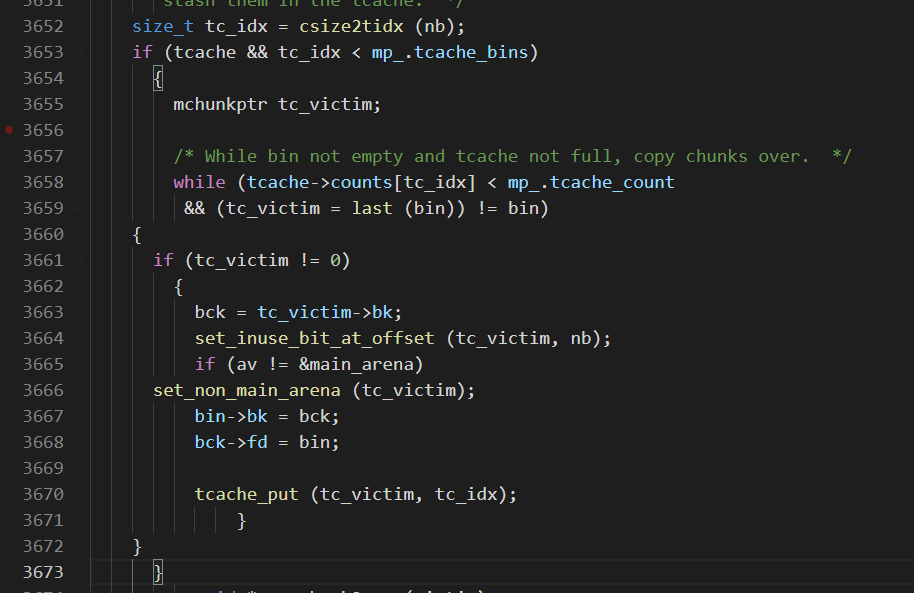 3651 stash them in the tcache. */
3652 size_t tc_idx = csize2tidx (nb);
3653 if (tcache && tc_idx < mp_.tcache_bins)
3654 {
3655 mchunkptr tc_victim;
3656
3657 /* While bin not empty and tcache not full, copy chunks over. */
3658 while (tcache->counts[tc_idx] < mp_.tcache_count
3659 && (tc_victim = last (bin)) != bin)
3660 {
3661 if (tc_victim != 0)
3662 {
3663 bck = tc_victim->bk;
3664 set_inuse_bit_at_offset (tc_victim, nb);
3665 if (av != &main_arena)
3666 set_non_main_arena (tc_victim);
3667 bin->bk = bck;
3668 bck->fd = bin;
3669
3670 tcache_put (tc_victim, tc_idx);
3671 }
3672 }
3673 }